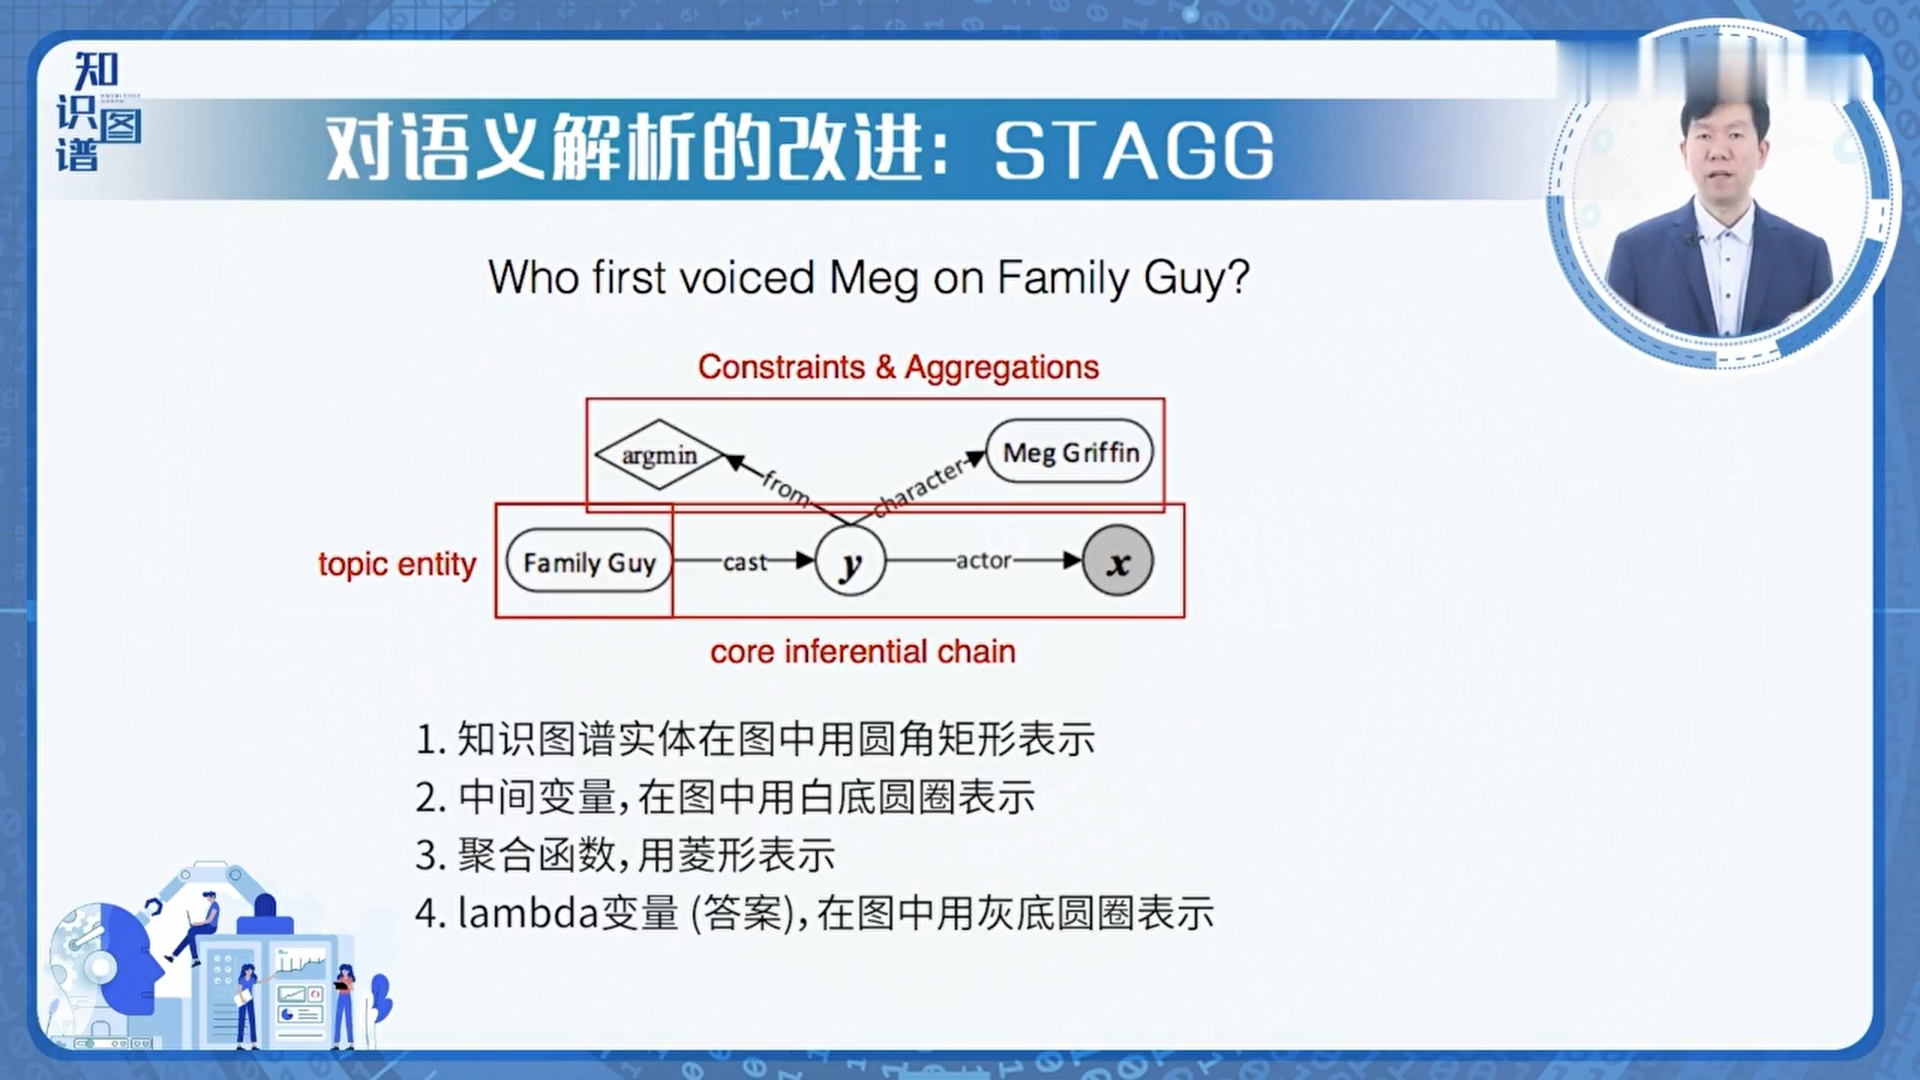 知识图谱
对语义解析的改进：STAGG
Who first voiced Meg on Family Guy?
Constraints & Aggregations
argmin
Meg Griffin
from
character
topic entity
Family Guy
cast
y
actor
x
core inferential chain
1. 知识图谱实体在图中用圆角矩形表示
2. 中间变量，在图中用白底圆圈表示
3. 聚合函数，用菱形表示
4. lambda变量 (答案)，在图中用灰底圆圈表示